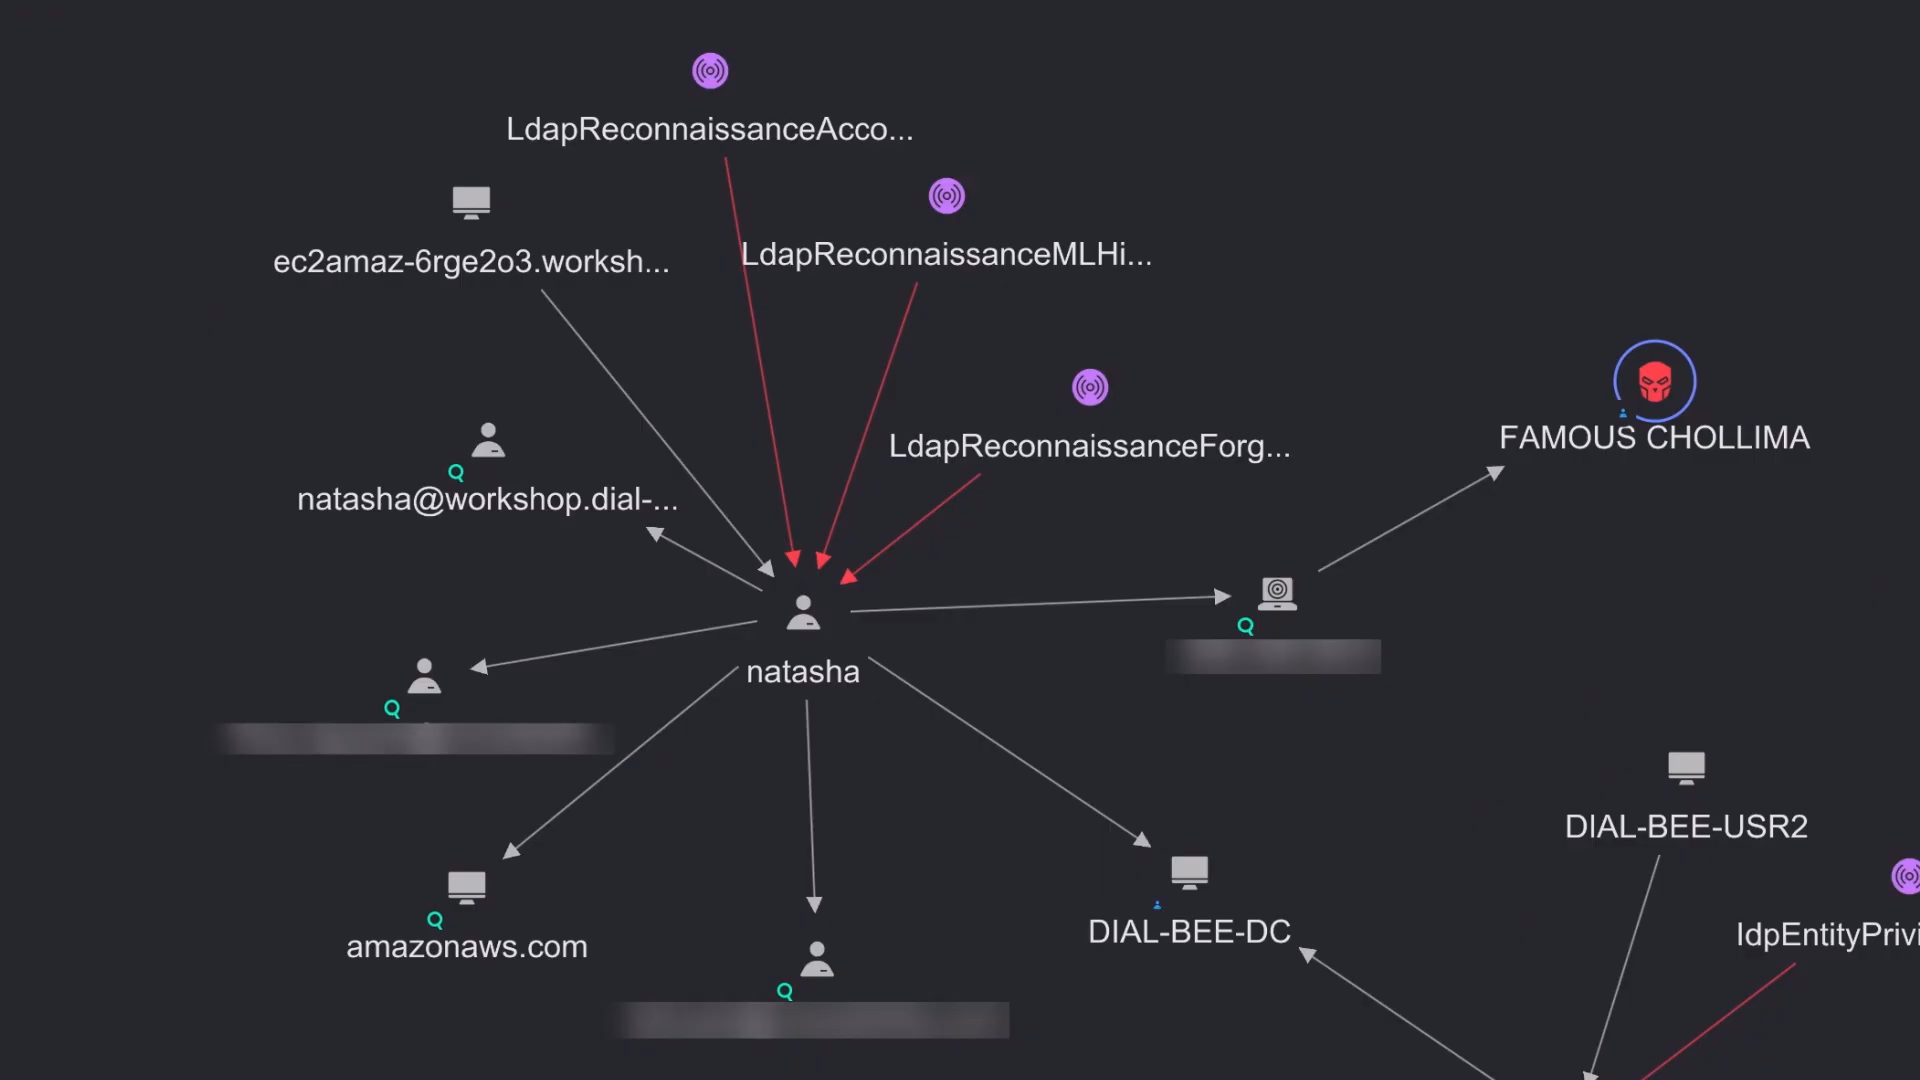 LdapReconnaissanceAcco...
LdapReconnaissanceMLHi...
ec2amaz-6rge2o3.worksh...
FAMOUS CHOLLIMA
LdapReconnaissanceForg...
natasha@workshop.dial-...
natasha
DIAL-BEE-USR2
DIAL-BEE-DC
IdpEntityPrivi
amazonaws.com